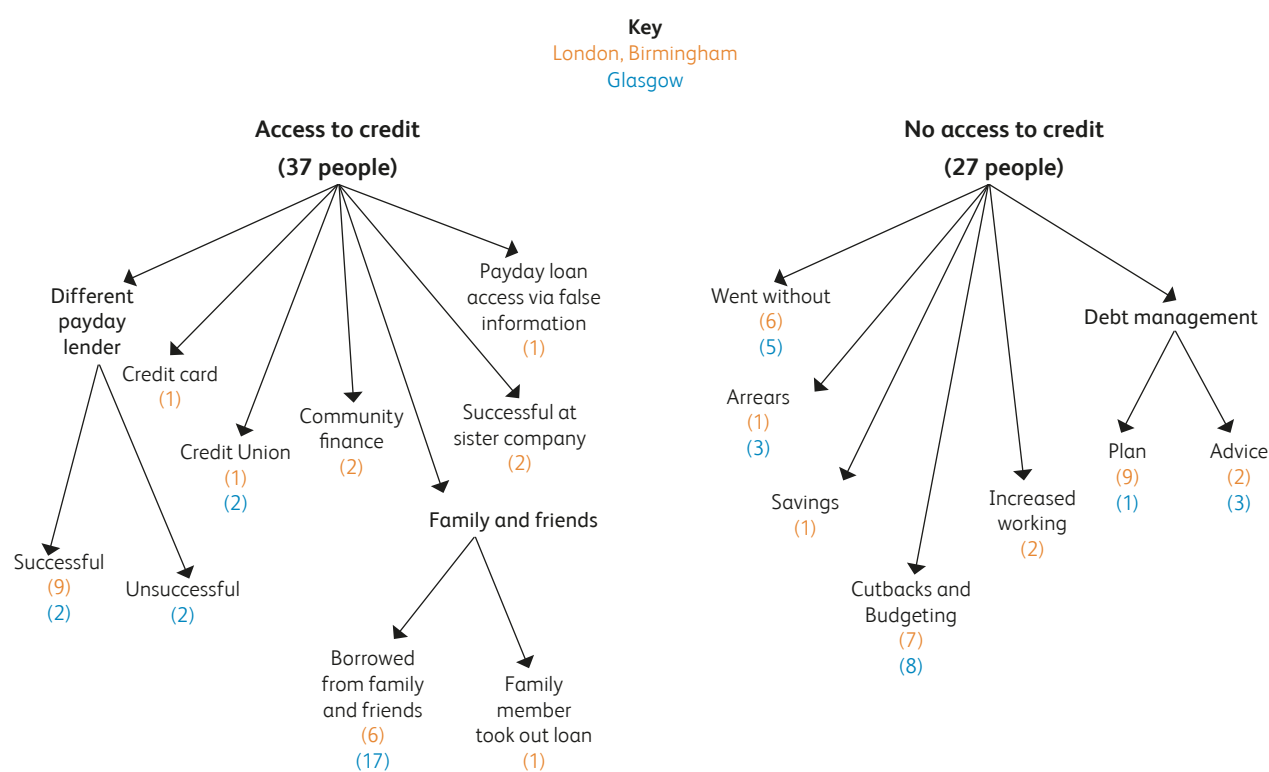 Key
London, Birmingham
Glasgow
Access to credit
(37 people)
Different
payday
lender
Successful
(9)
(2)
Unsuccessful
(2)
Credit card
(1)
Credit Union
(1)
(2)
Community
finance
(2)
Family and friends
Borrowed
from family
and friends
(6)
(17)
Family
member
took out loan
(1)
Successful at
sister company
(2)
Payday loan
access via false
information
(1)
No access to credit
(27 people)
Went without
(6)
(5)
Arrears
(1)
(3)
Savings
(1)
Cutbacks and
Budgeting
(7)
(8)
Increased
working
(2)
Debt management
Plan
(9)
(1)
Advice
(2)
(3)